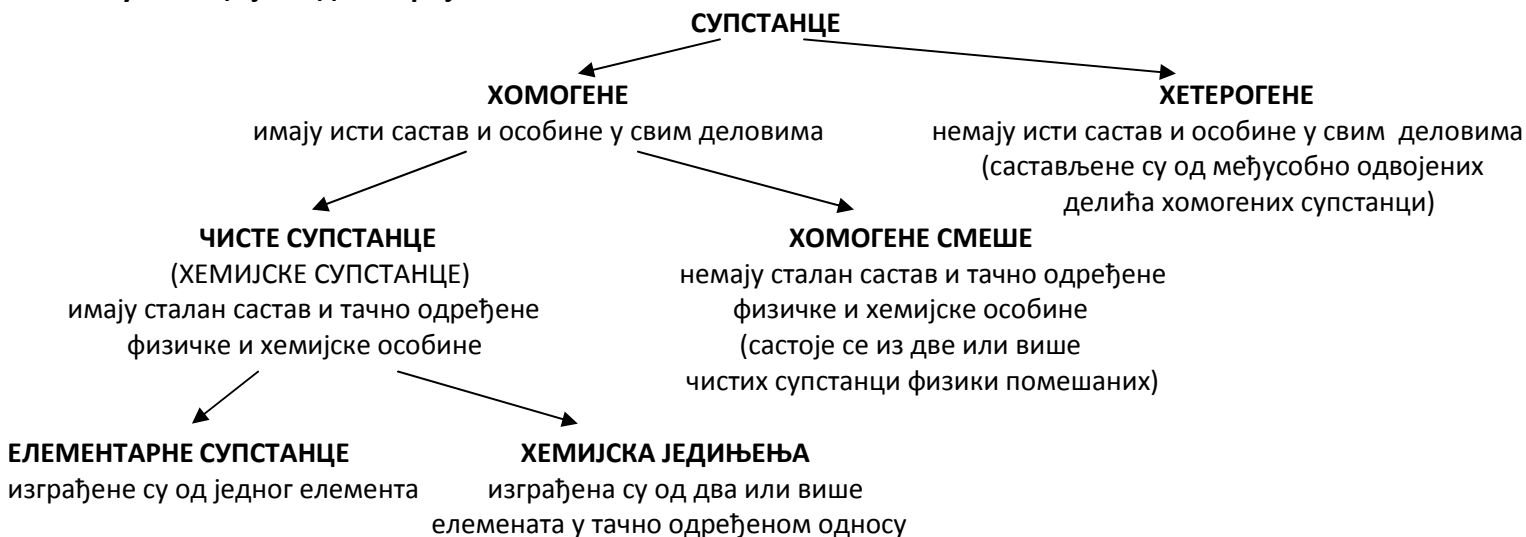 СУПСТАНЦЕ
ХОМОГЕНЕ
имају исти састав и особине у свим деловима
ХЕТЕРОГЕНЕ
немају исти састав и особине у свим деловима
(састављене су од међусобно одвојених
делића хомогених супстанци)
ЧИСТЕ СУПСТАНЦЕ
(ХЕМИЈСКЕ СУПСТАНЦЕ)
имају сталан састав и тачно одређене
физичке и хемијске особине
ХОМОГЕНЕ СМЕШЕ
немају сталан састав и тачно одређене
физичке и хемијске особине
(састоје се из две или више
чистих супстанци физики помешаних)
ЕЛЕМЕНТАРНЕ СУПСТАНЦЕ
изграђене су од једног елемента
ХЕМИЈСКА ЈЕДИЊЕЊА
изграђена су од два или више
елемената у тачно одређеном односу